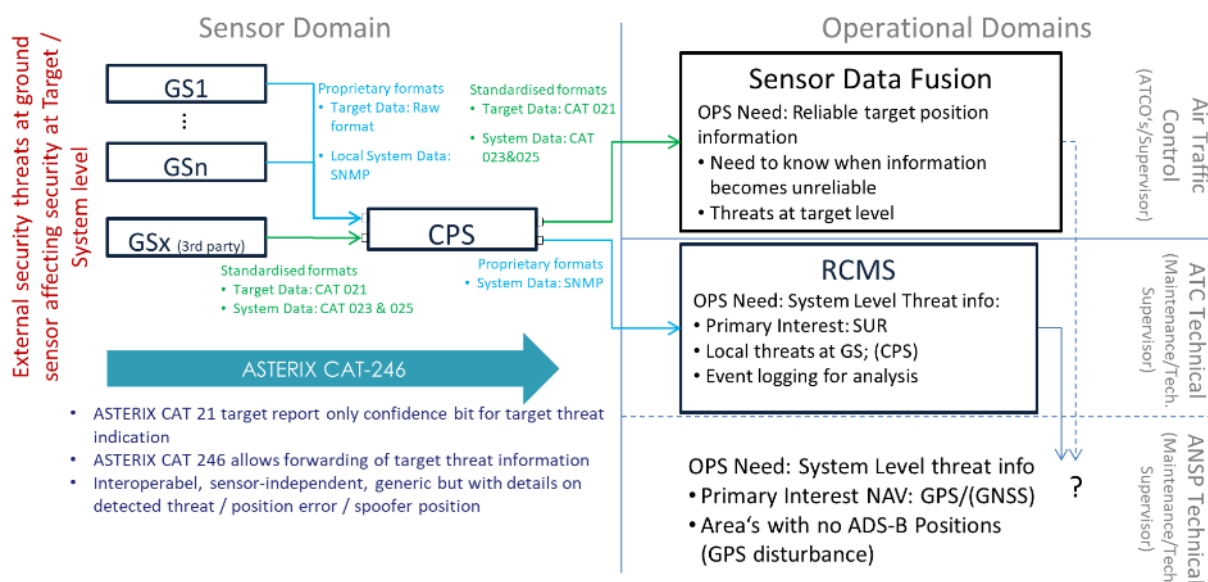 External security threats at ground
sensor affecting security at Target /
System level
Sensor Domain
GS1
...
GSn
GSx (3rd party)
Proprietary formats
• Target Data: Raw
format
• Local System Data:
SNMP
Standardised formats
• Target Data: CAT 021
• System Data: CAT
023&025
CPS
Standardised formats
• Target Data: CAT 021
• System Data: CAT 023 & 025
Proprietary formats
• System Data: SNMP
ASTERIX CAT-246
• ASTERIX CAT 21 target report only confidence bit for target threat
indication
• ASTERIX CAT 246 allows forwarding of target threat information
• Interoperabel, sensor-independent, generic but with details on
detected threat / position error / spoofer position
Operational Domains
Sensor Data Fusion
OPS Need: Reliable target position
information
• Need to know when information
becomes unreliable
• Threats at target level
Air Traffic
Control
(ATCO's/Supervisor)
RCMS
OPS Need: System Level Threat info:
• Primary Interest: SUR
• Local threats at GS; (CPS)
• Event logging for analysis
ATC Technical
(Maintenance/Tech.
Supervisor)
OPS Need: System Level threat info
• Primary Interest NAV: GPS/(GNSS)
• Area's with no ADS-B Positions
(GPS disturbance)
?
ANSP Technical
(Maintenance/Tech
Supervisor)